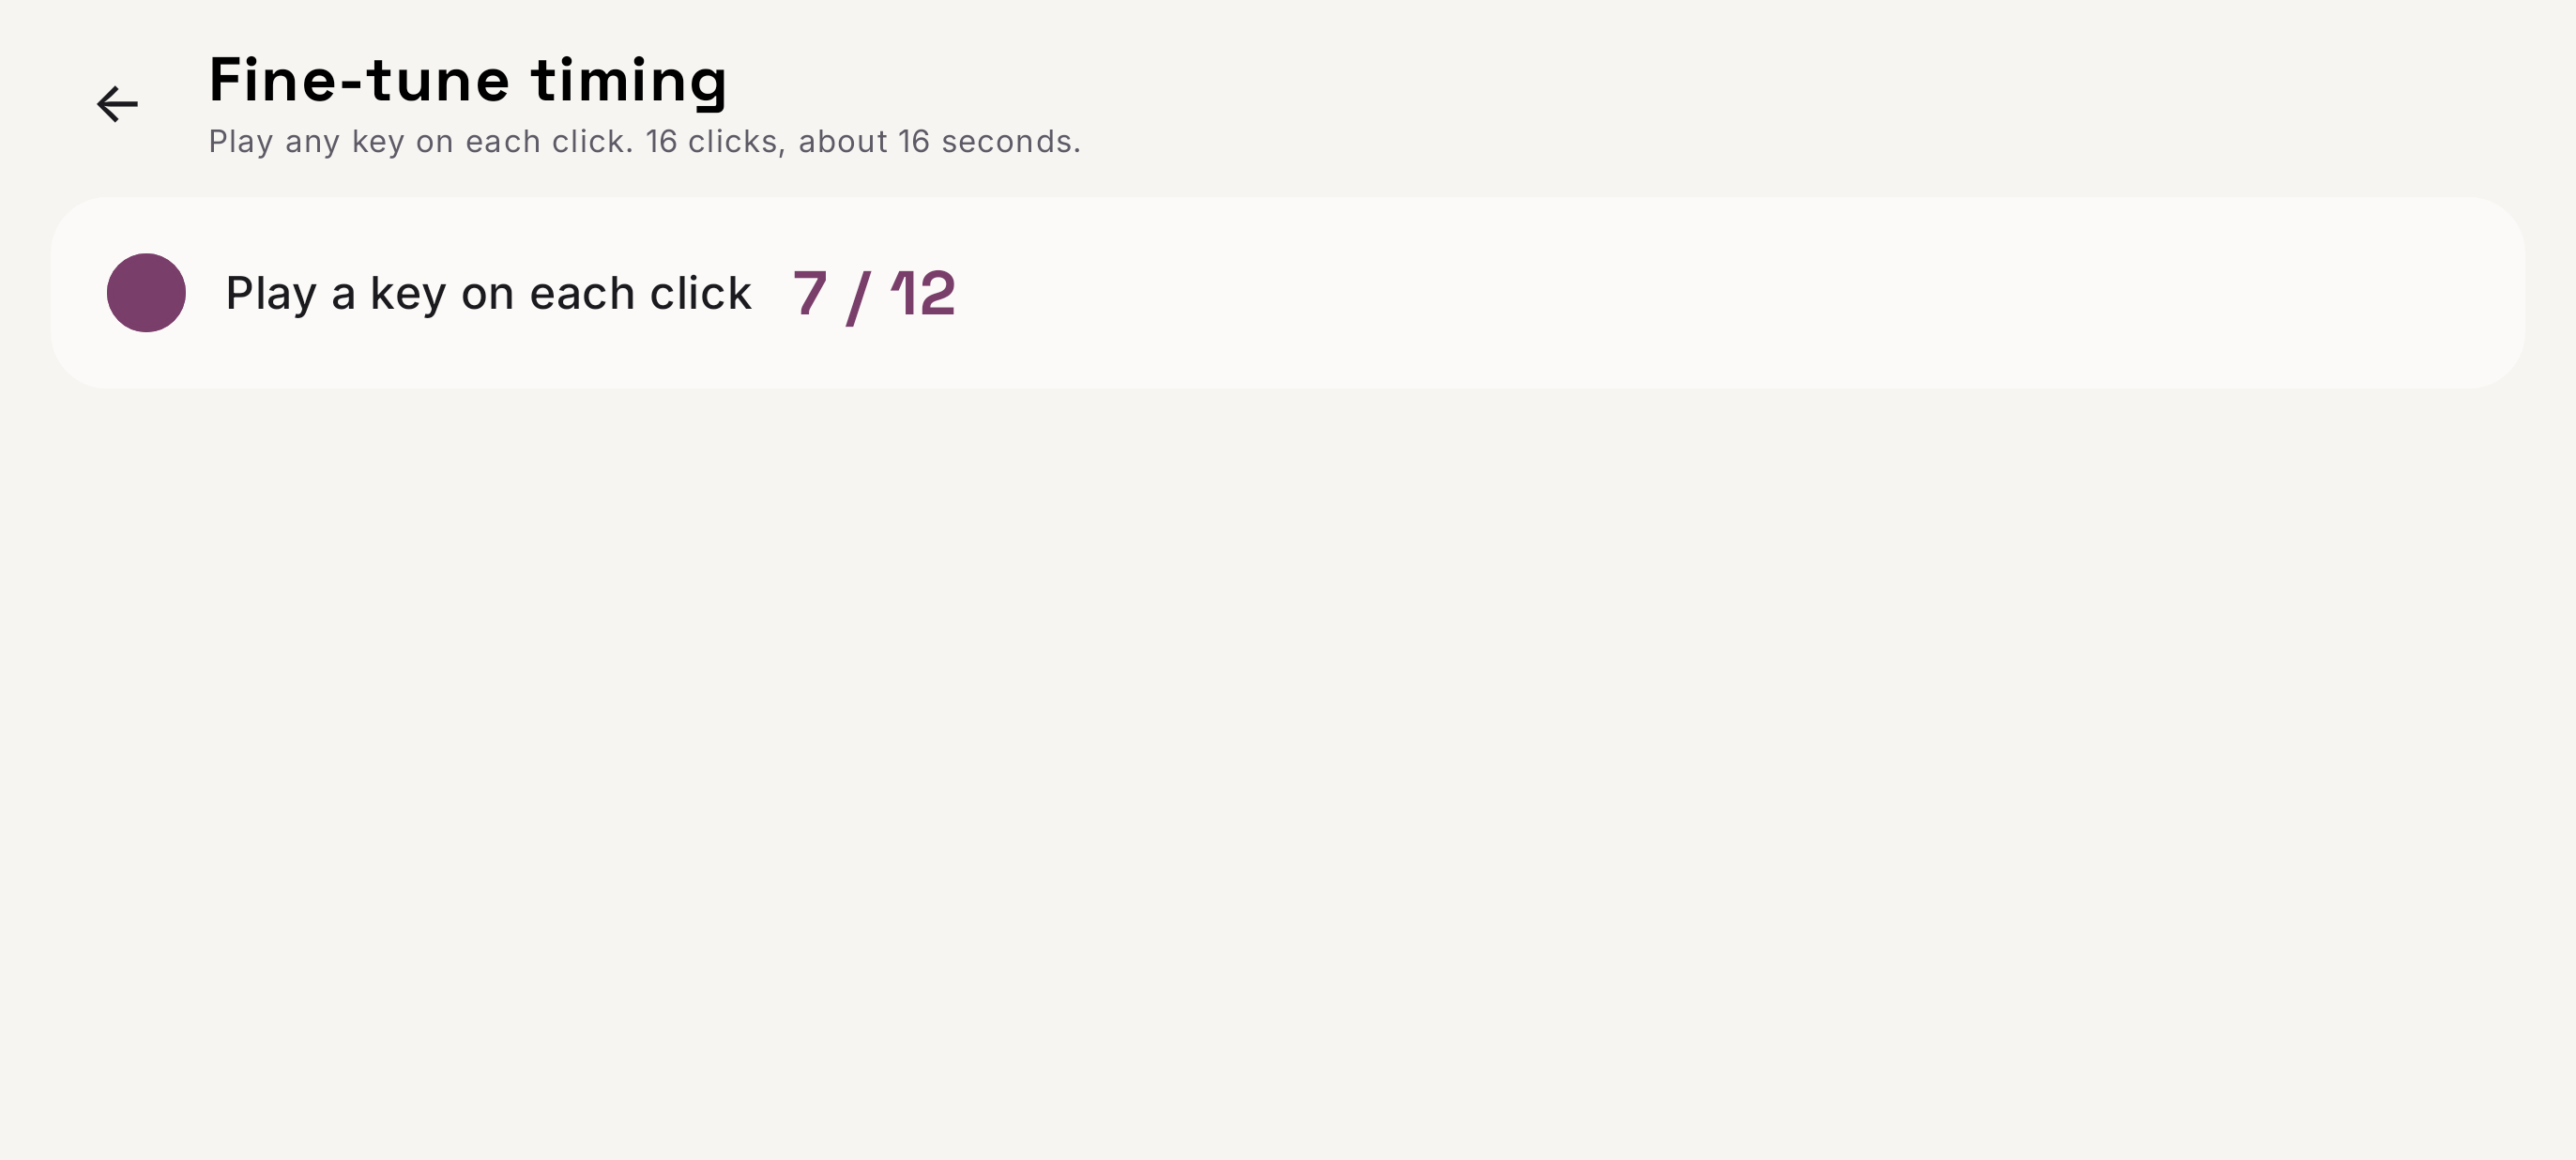 Fine-tune timing
Play any key on each click. 16 clicks, about 16 seconds.
Play a key on each click 7 / 12